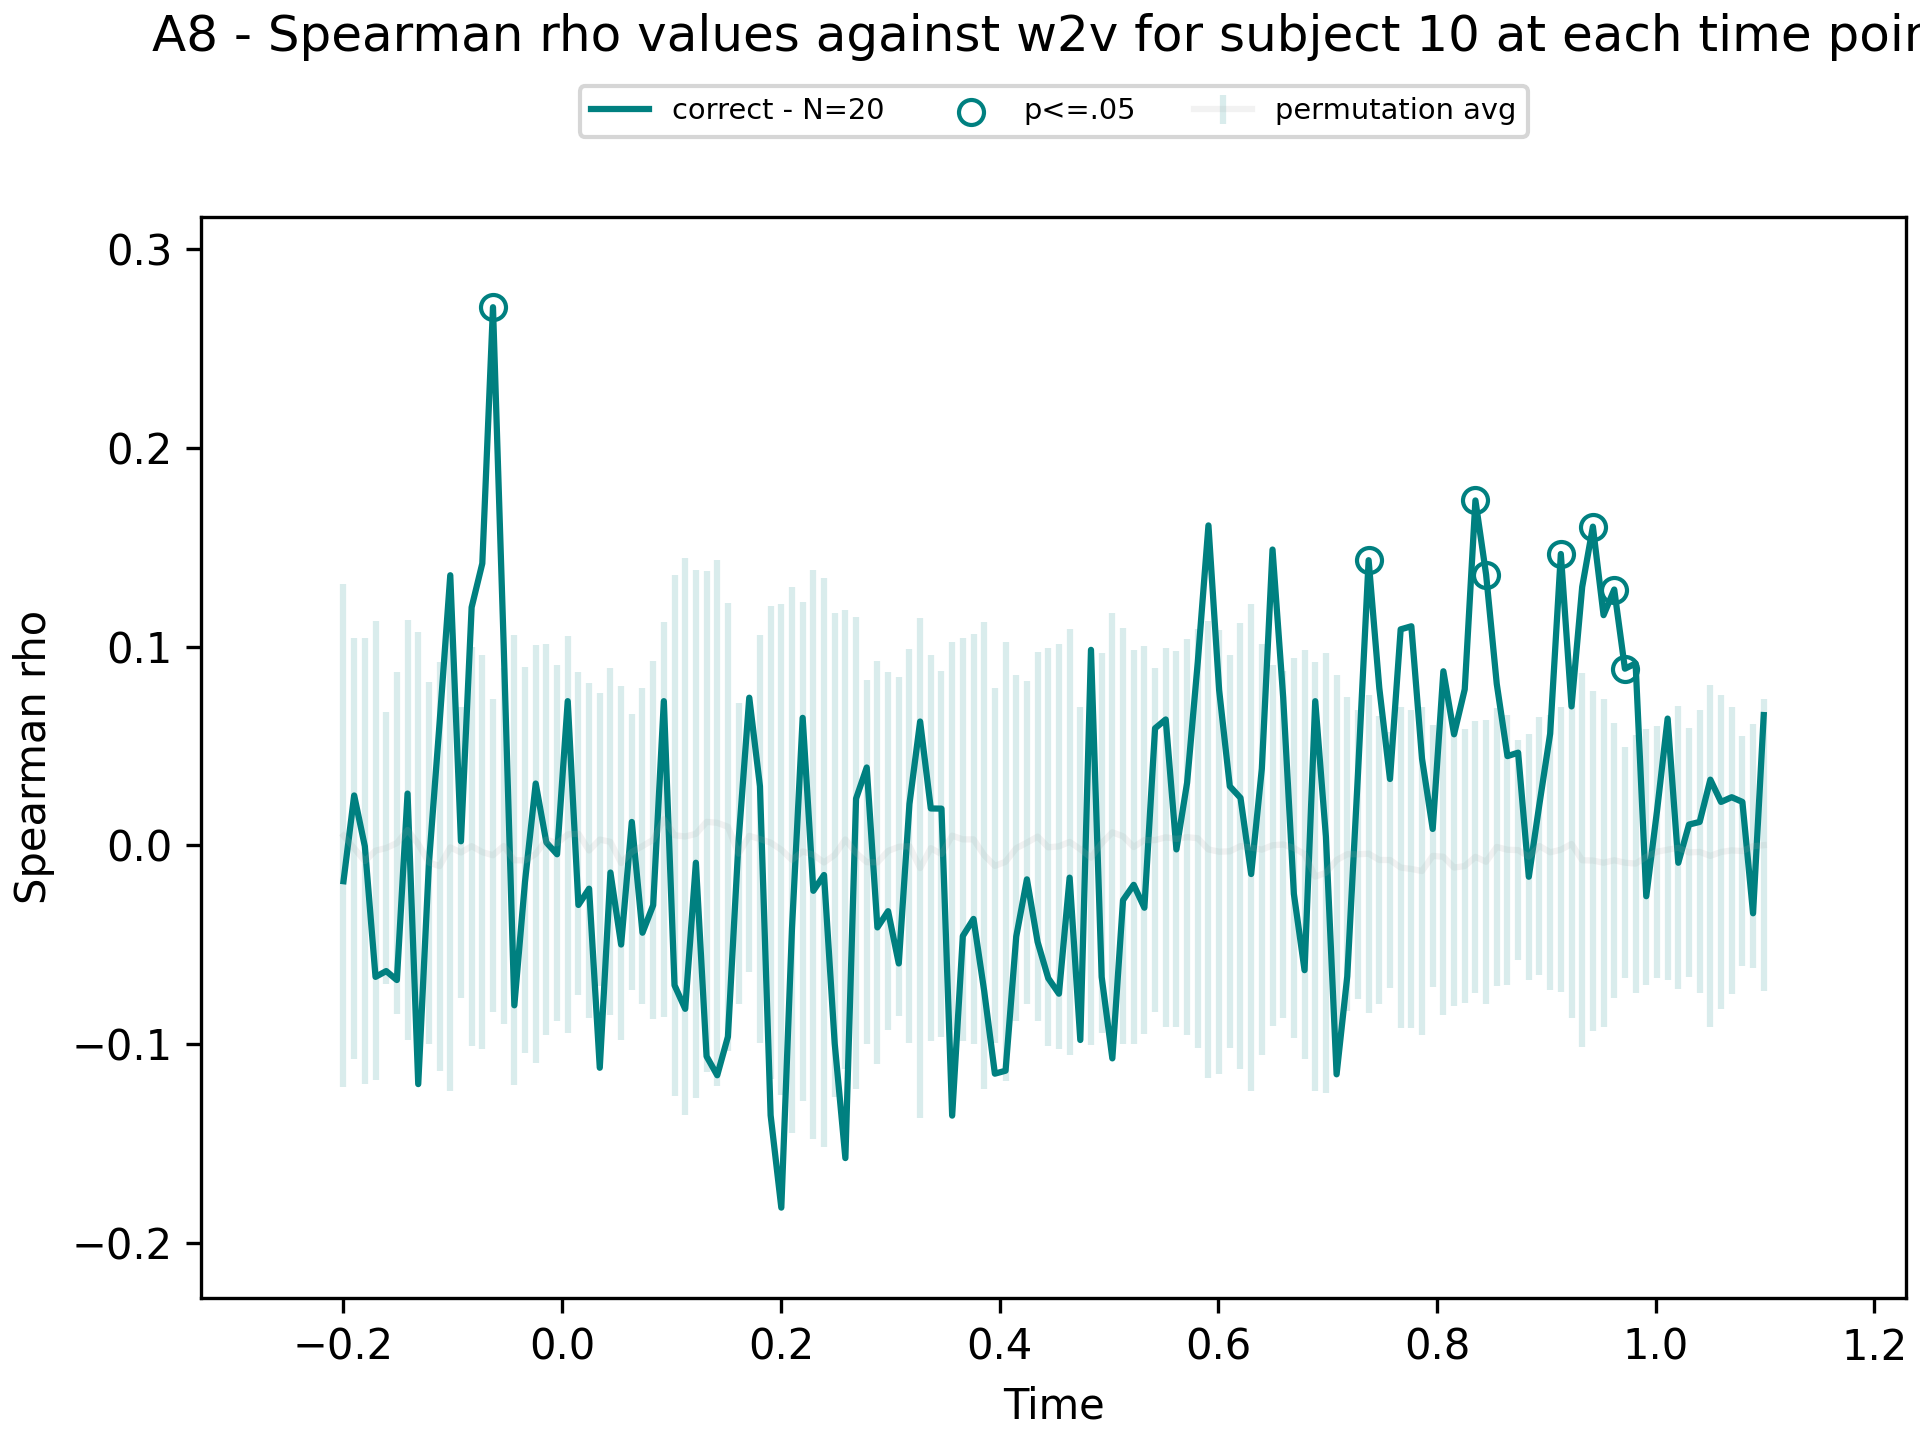 A8 - Spearman rho values against w2v for subject 10 at each time poin
correct - N=20
p<=.05
permutation avg
0.3
0.2
0.1
0.0
−0.1
−0.2
Spearman rho
−0.2
0.0
0.2
0.4
0.6
0.8
1.0
1.2
Time